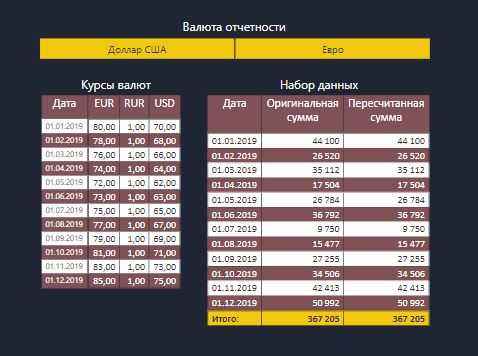 Валюта отчетности
Доллар США Евро
Курсы валют
Дата EUR RUR USD
01.01.2019 80,00 1,00 70,00
01.02.2019 78,00 1,00 68,00
01.03.2019 76,00 1,00 66,00
01.04.2019 74,00 1,00 64,00
01.05.2019 72,00 1,00 62,00
01.06.2019 73,00 1,00 63,00
01.07.2019 75,00 1,00 65,00
01.08.2019 77,00 1,00 67,00
01.09.2019 79,00 1,00 69,00
01.10.2019 81,00 1,00 71,00
01.11.2019 83,00 1,00 73,00
01.12.2019 85,00 1,00 75,00
Набор данных
Дата Оригинальная Пересчитанная
сумма сумма
01.01.2019 44 100 44 100
01.02.2019 26 520 26 520
01.03.2019 35 112 35 112
01.04.2019 17 504 17 504
01.05.2019 26 784 26 784
01.06.2019 36 792 36 792
01.07.2019 9 750 9 750
01.08.2019 15 477 15 477
01.09.2019 27 255 27 255
01.10.2019 34 506 34 506
01.11.2019 42 413 42 413
01.12.2019 50 992 50 992
Итого: 367 205 367 205